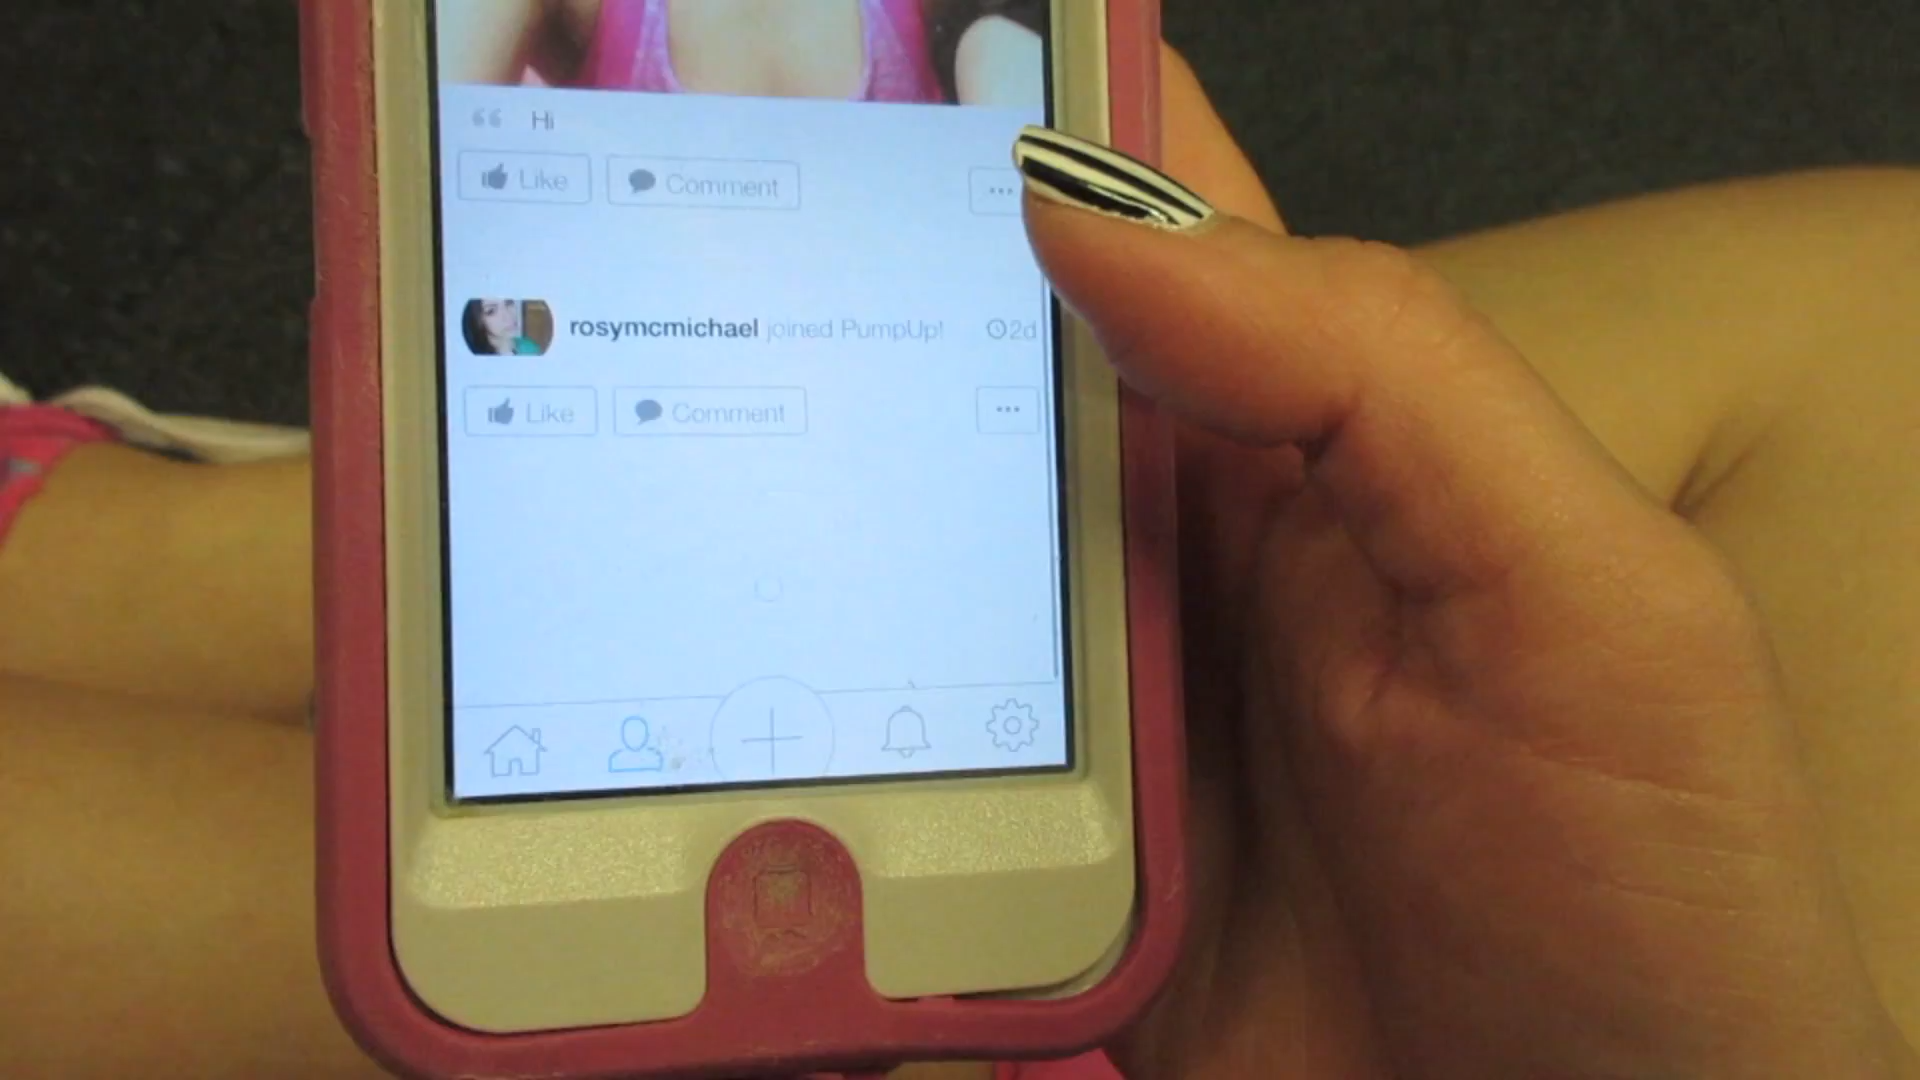 Hi
Like Comment ...
rosymcmichael joined PumpUp! 2d
Like Comment ...